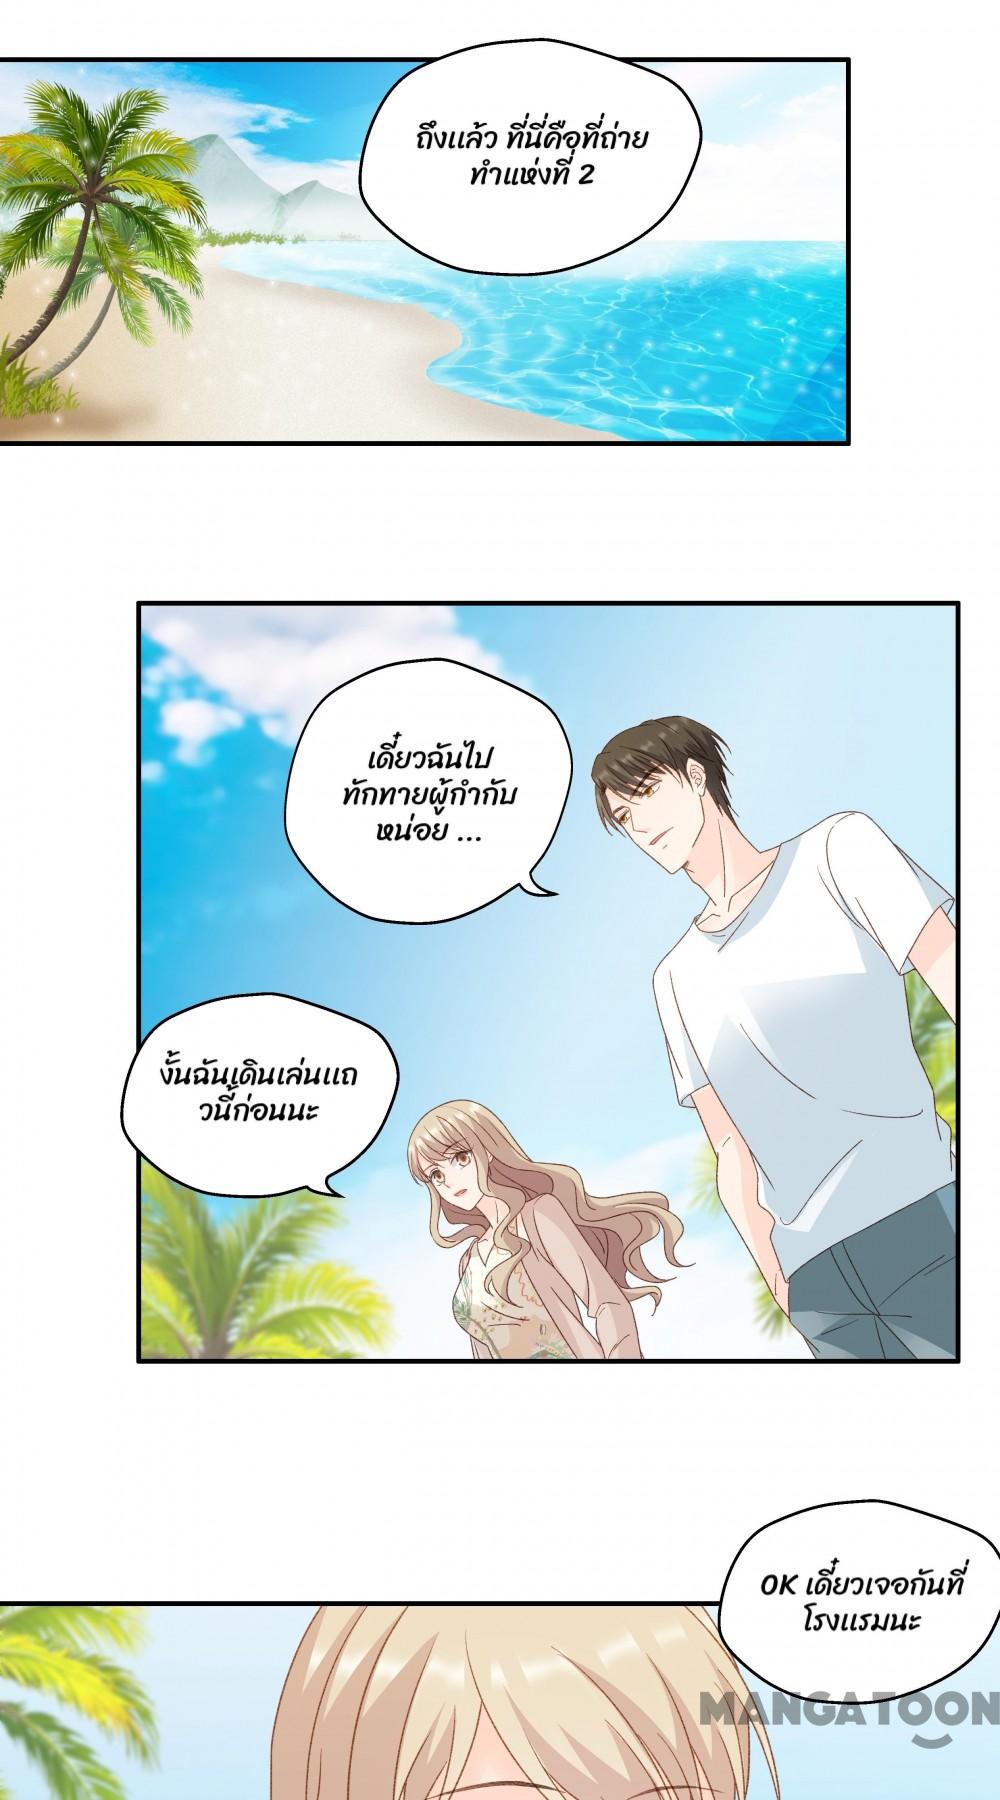 ถึงแล้ว ที่นี่คือที่ถ่าย
ทำแห่งที่ 2
เดี๋ยวฉันไป
ทักทายผู้กำกับ
หน่อย ...
งั้นฉันเดินเล่นแถ
วนี้ก่อนนะ
OK เดี๋ยวเจอกันที่
โรงแรมนะ
MANGATOON